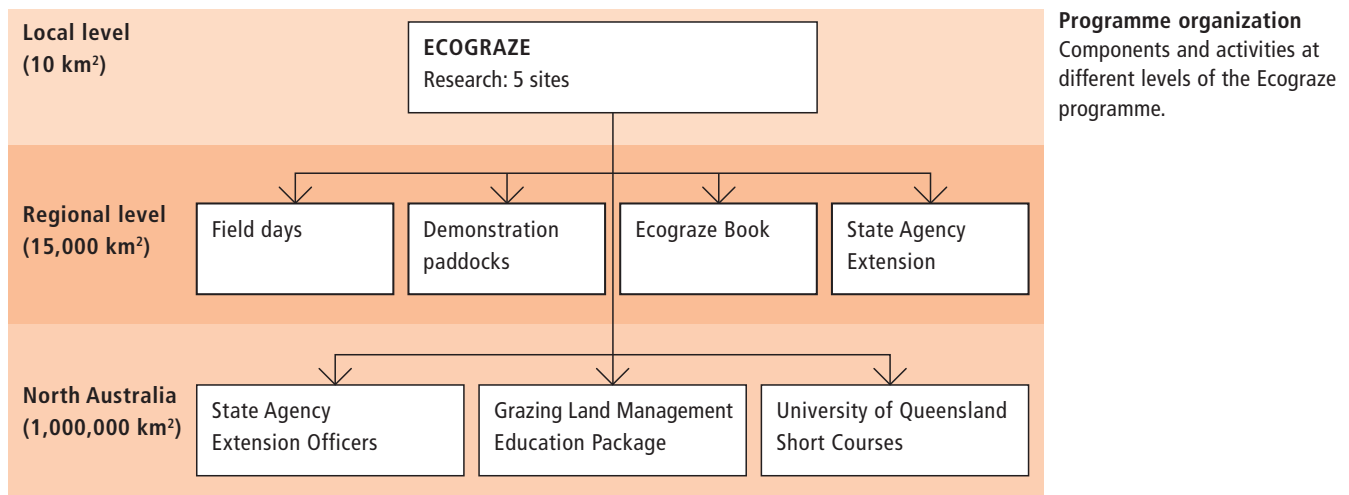 Local level
(10 km²)
ECOGRAZE
Research: 5 sites
Programme organization
Components and activities at
different levels of the Ecograze
programme.
Regional level
(15,000 km²)
Field days
Demonstration
paddocks
Ecograze Book
State Agency
Extension
North Australia
(1,000,000 km²)
State Agency
Extension Officers
Grazing Land Management
Education Package
University of Queensland
Short Courses